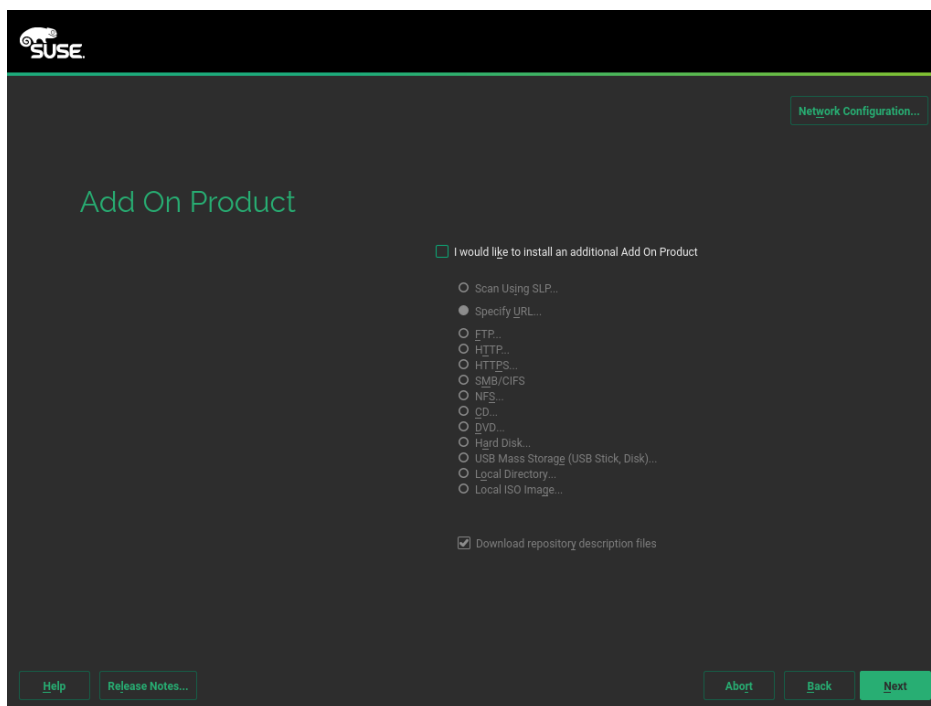 SUSE.
Network Configuration...
Add On Product
I would like to install an additional Add On Product
Scan Using SLP...
Specify URL...
FTP...
HTTP...
HTTPS...
SMB/CIFS
NFS...
CD...
DVD...
Hard Disk...
USB Mass Storage (USB Stick, Disk)...
Local Directory...
Local ISO Image...
Download repository description files
Help Release Notes... Abort Back Next